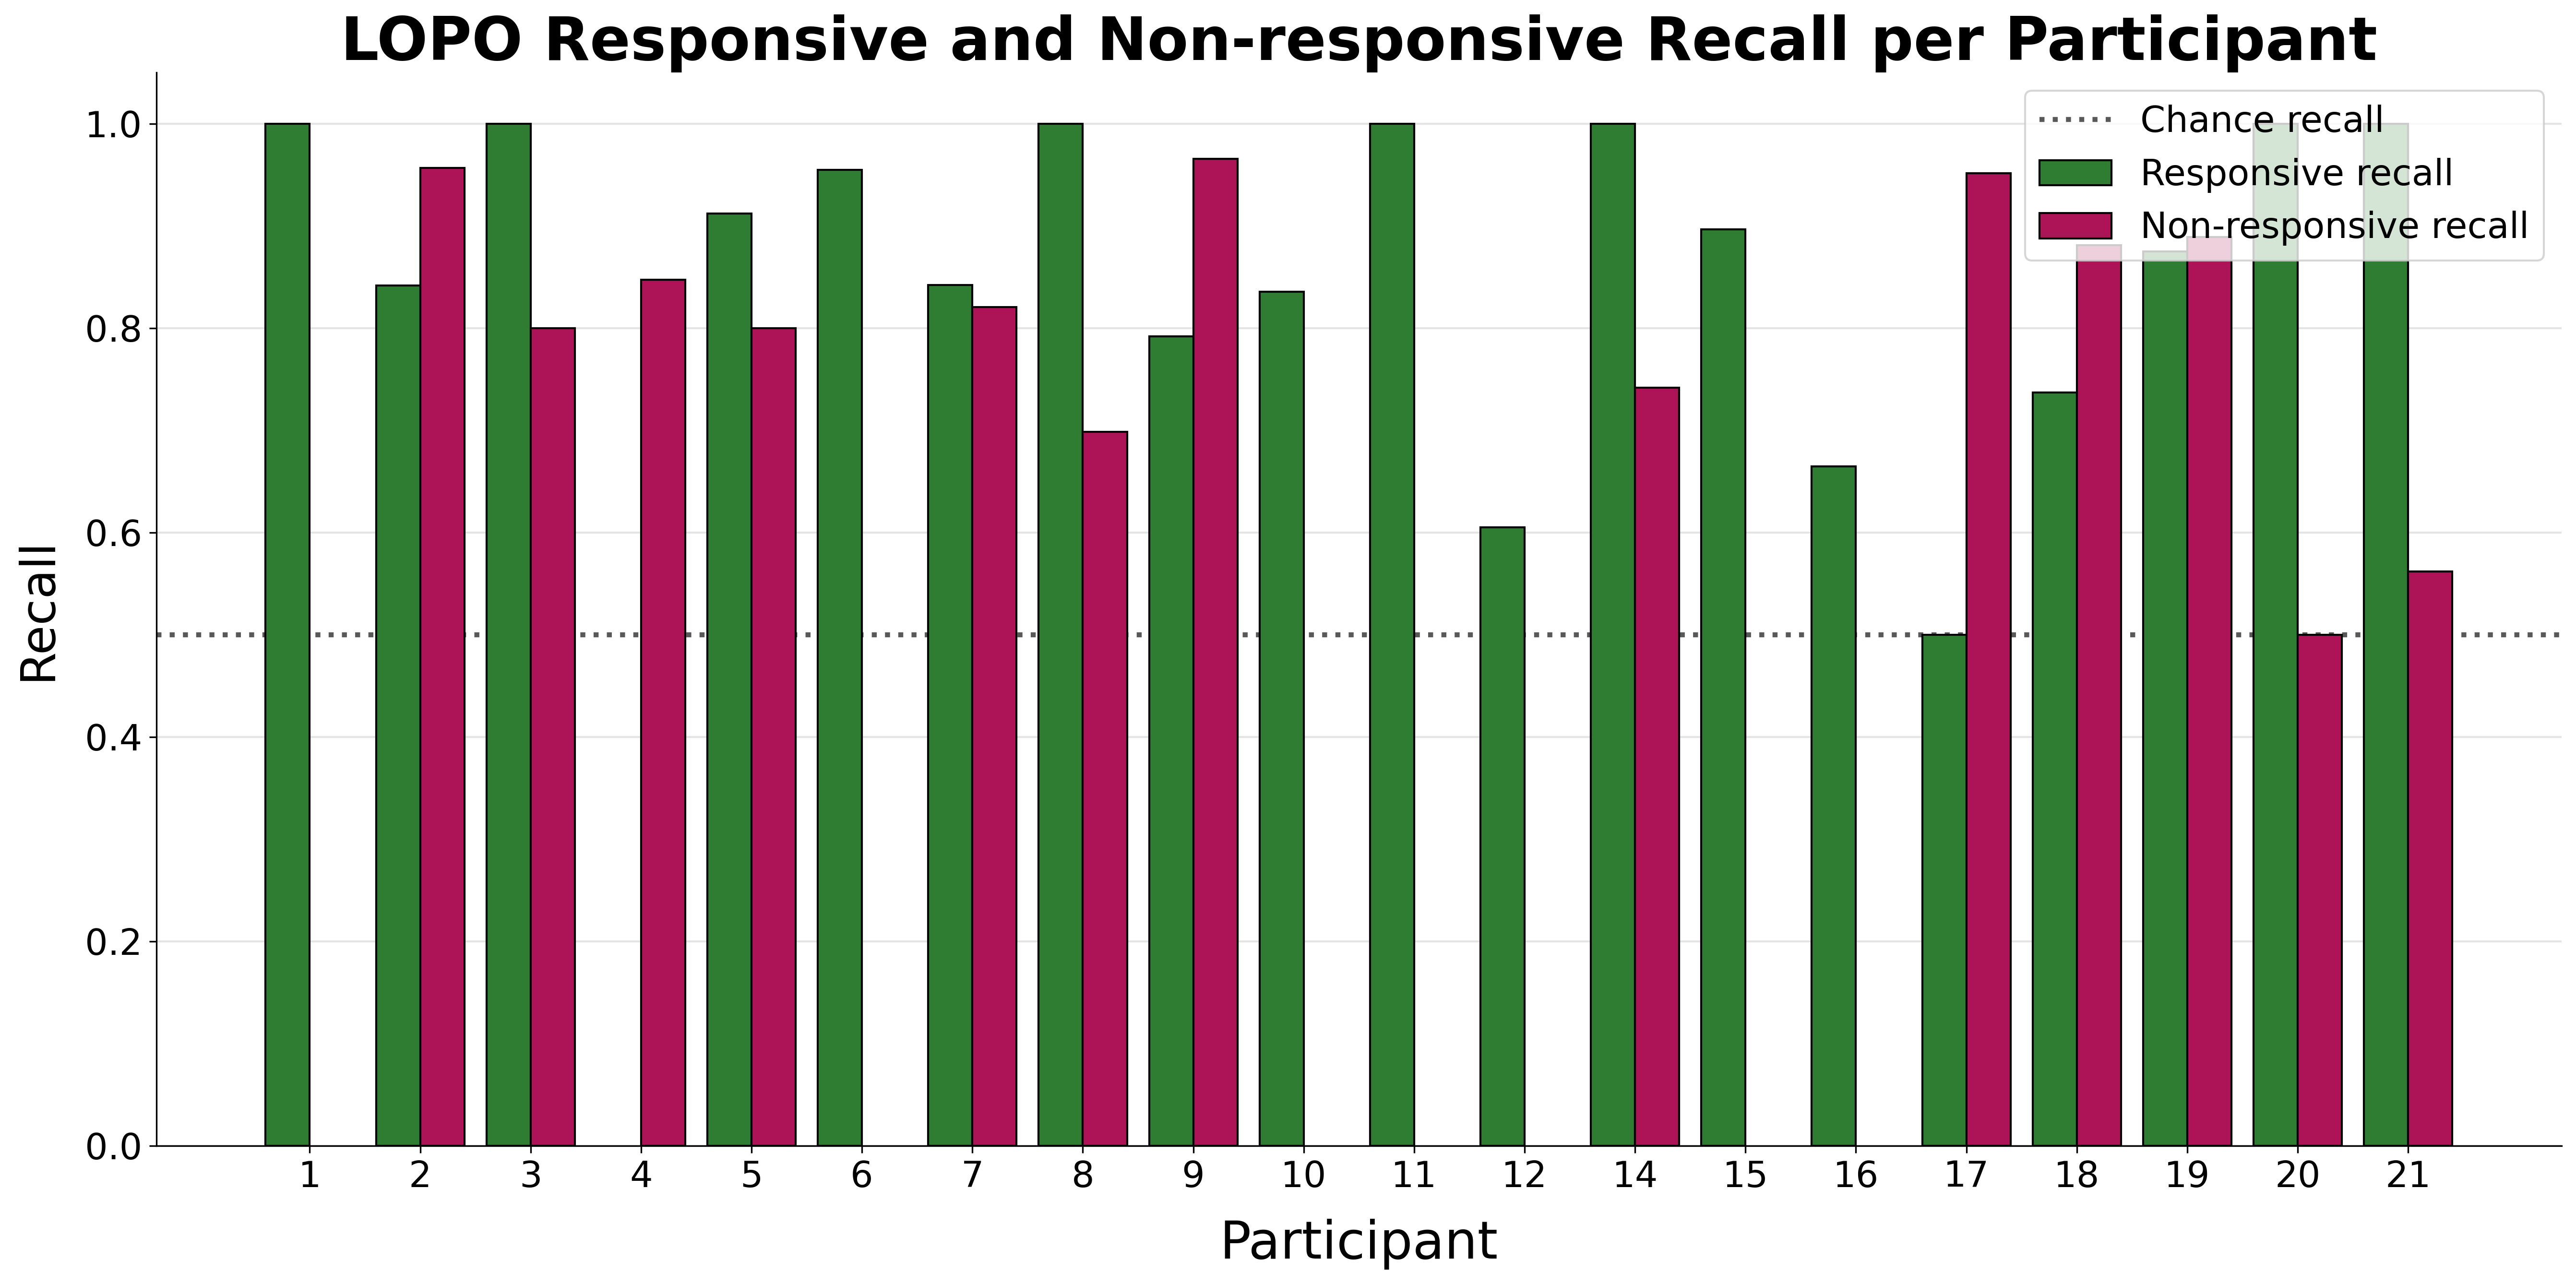 LOPO Responsive and Non-responsive Recall per Participant
Chance recall
Responsive recall
Non-responsive recall
1.0
0.8
0.6
0.4
0.2
0.0
Recall
1 2 3 4 5 6 7 8 9 10 11 12 14 15 16 17 18 19 20 21
Participant